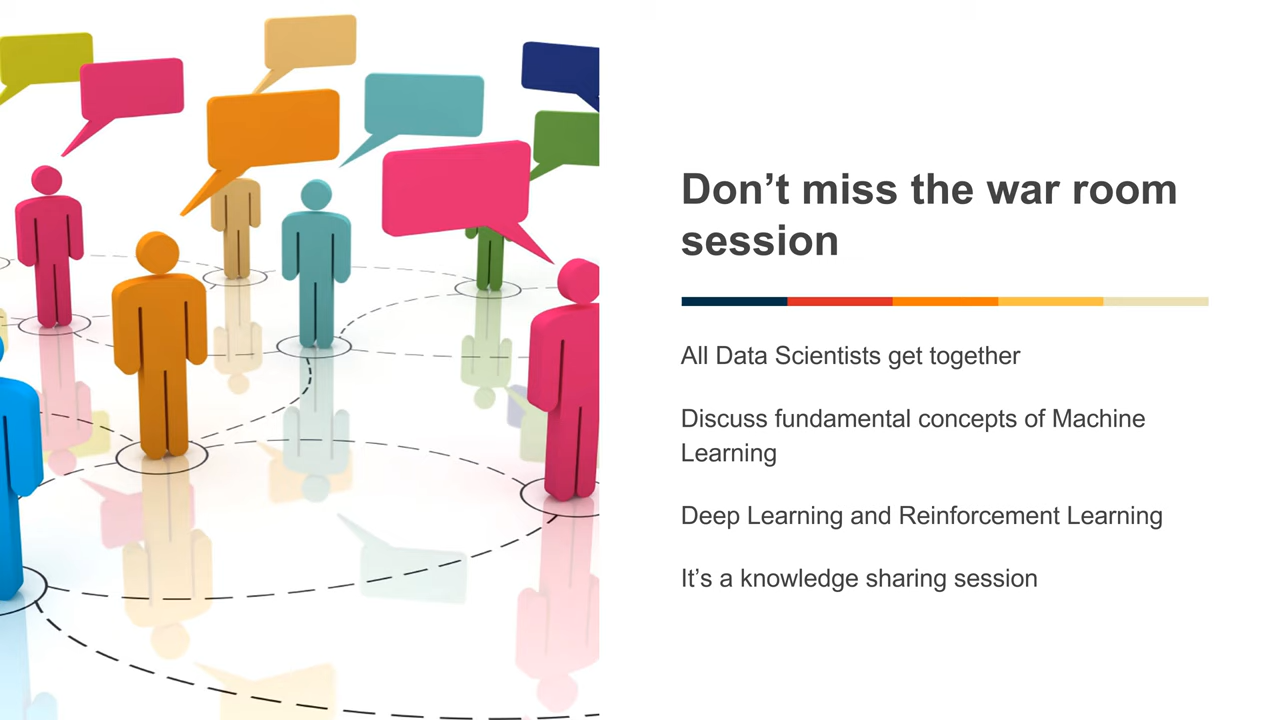 Don’t miss the war room
session
All Data Scientists get together
Discuss fundamental concepts of Machine
Learning
Deep Learning and Reinforcement Learning
It’s a knowledge sharing session